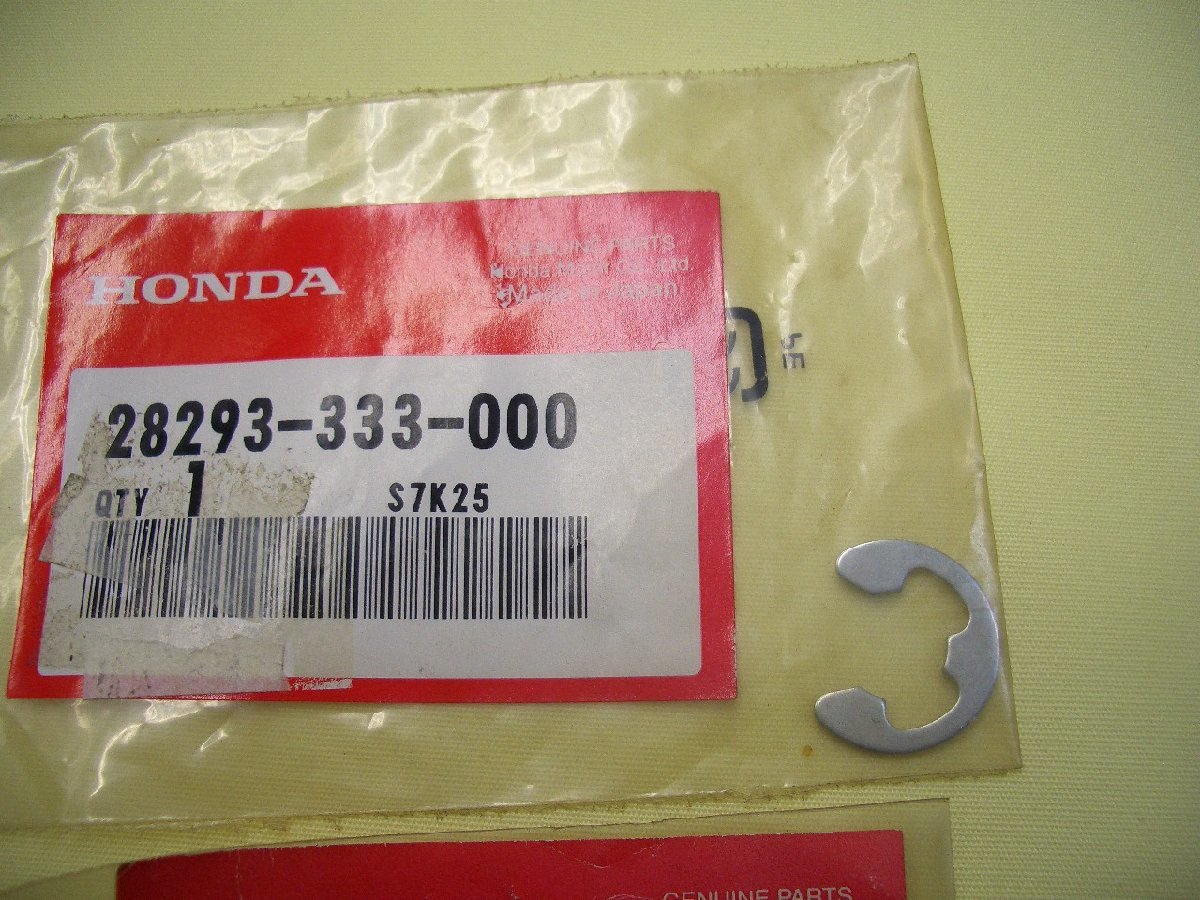 HONDA
GENUINE PARTS
Honda Motor Co., Ltd.
Made in Japan
28293-333-000
QTY 1 S7K25
GENUINE PARTS